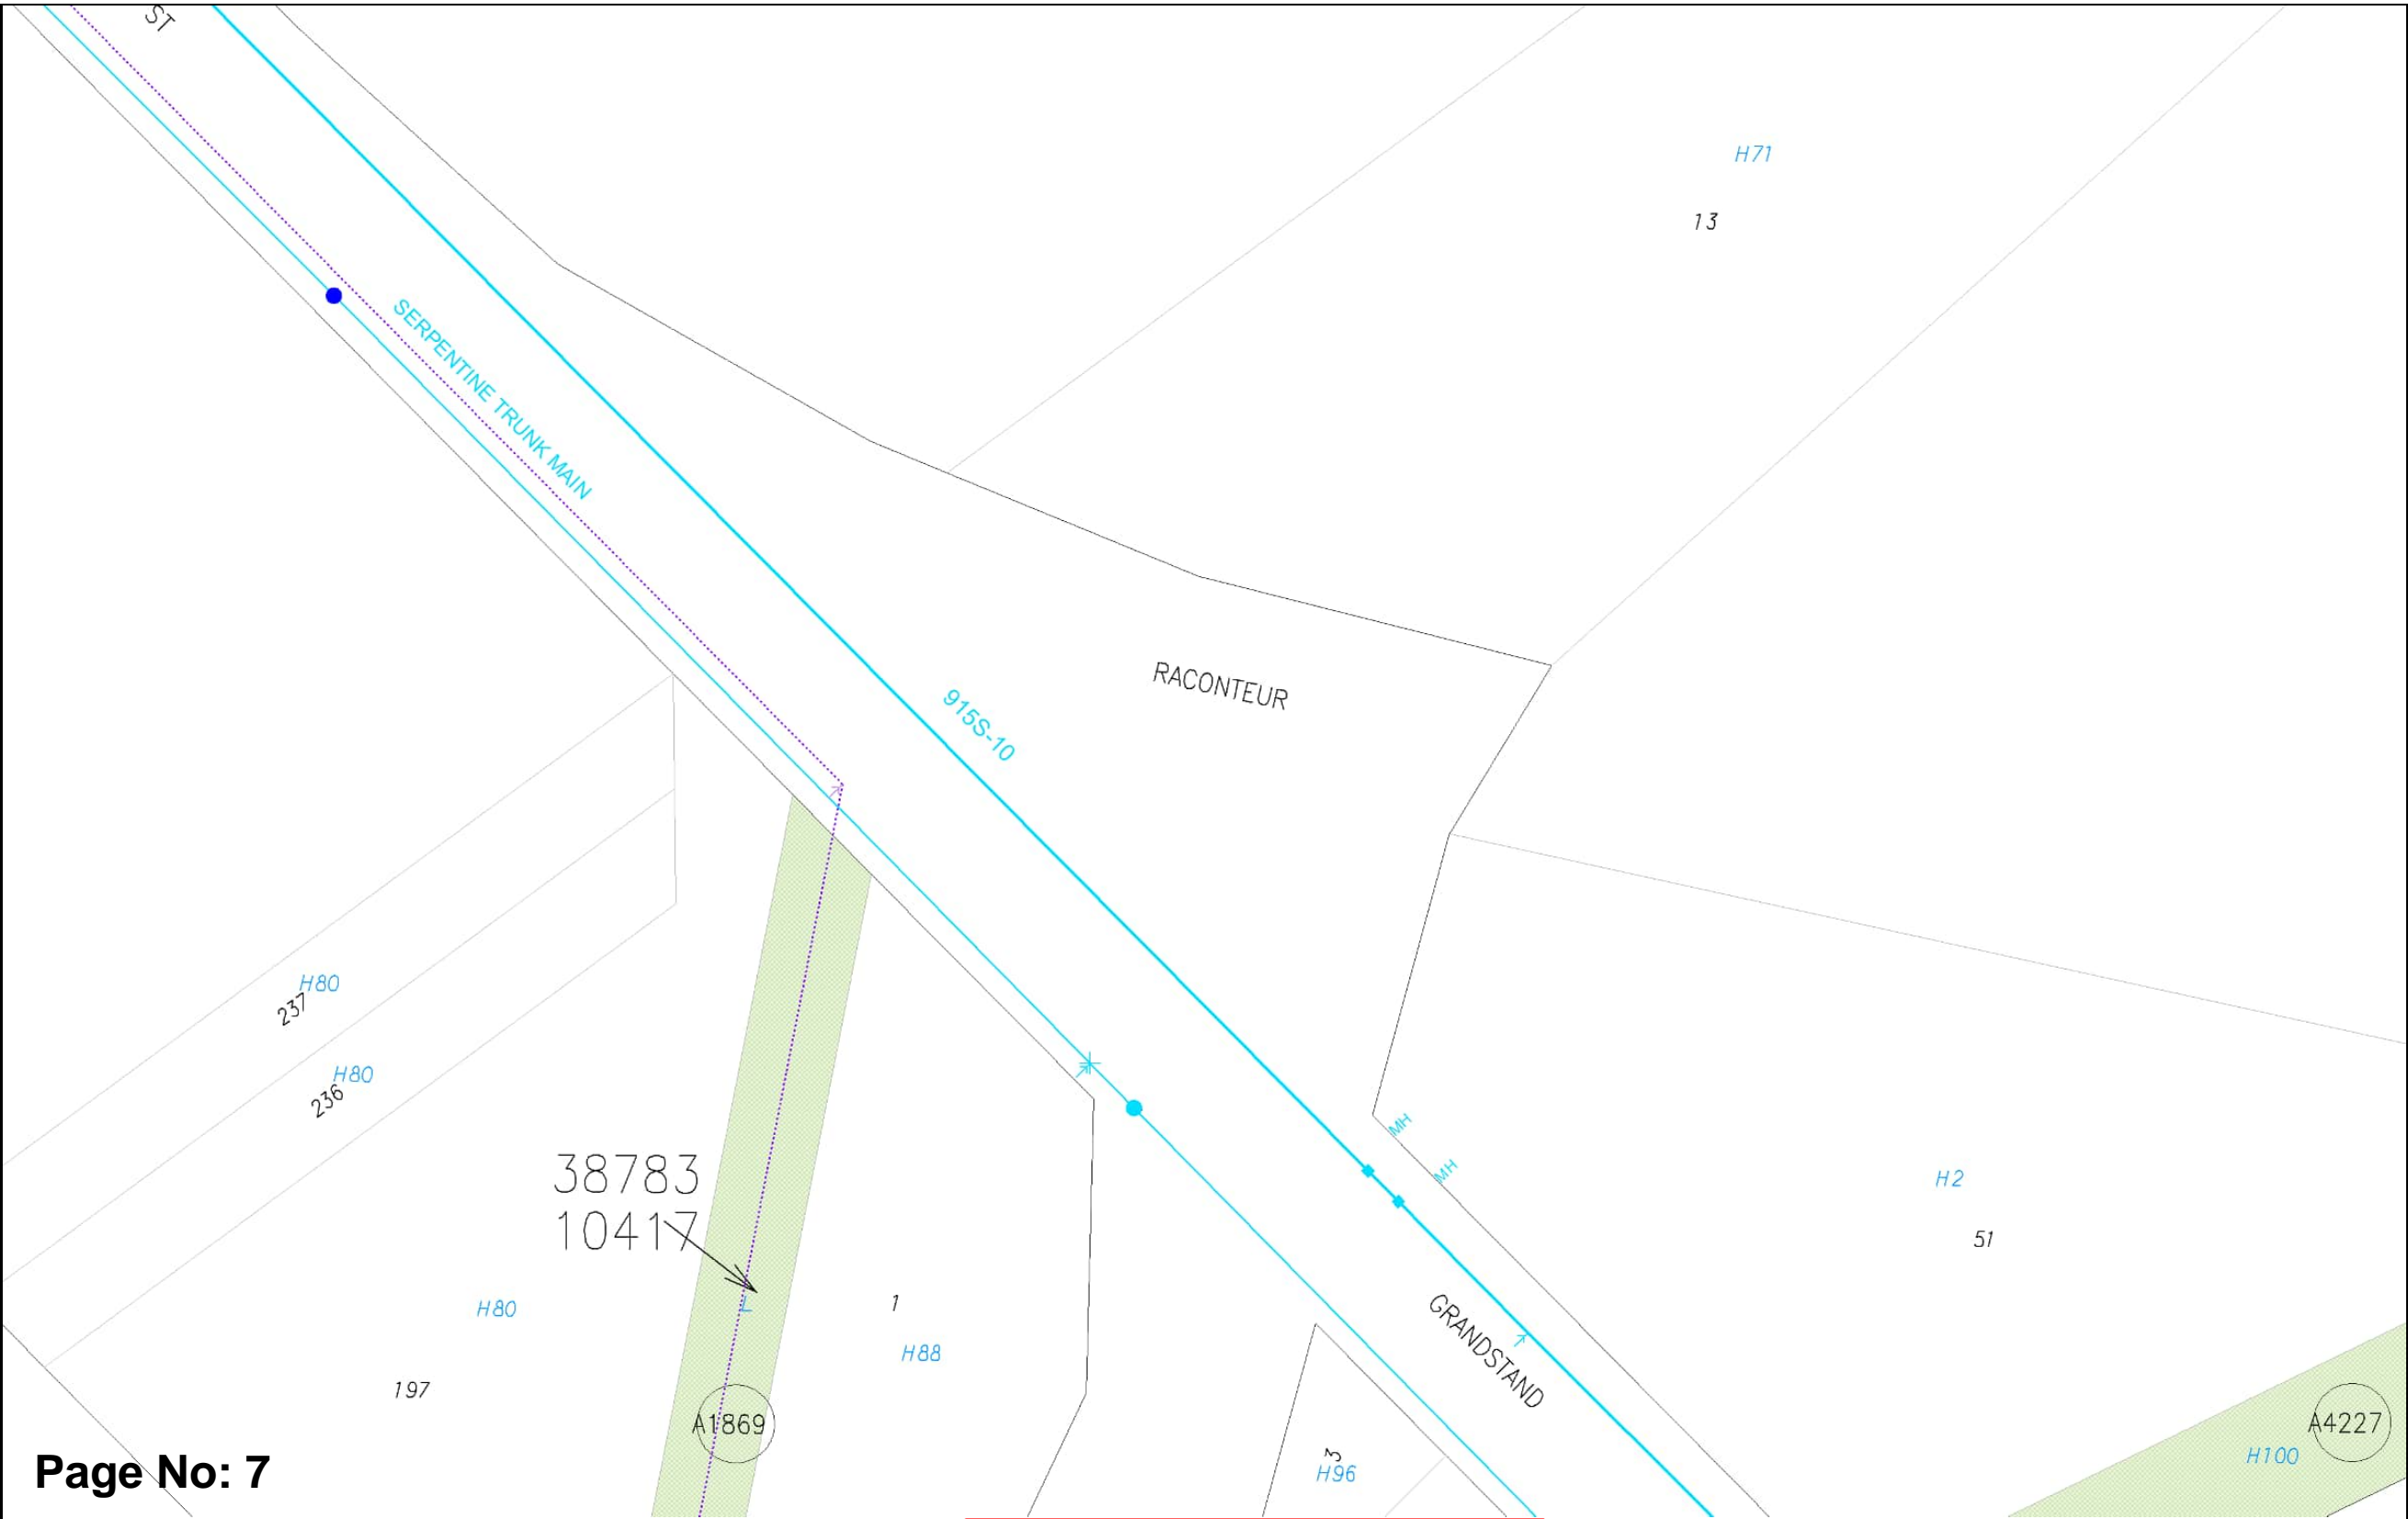 ST
H71
13
SERPENTINE TRUNK MAIN
RACONTEUR
915S-10
H80
237
H80
236
MH
MH
38783
10417
H2
51
L
1
H80
H88
GRANDSTAND
197
A1869
3
H96
A4227
H100
Page No: 7